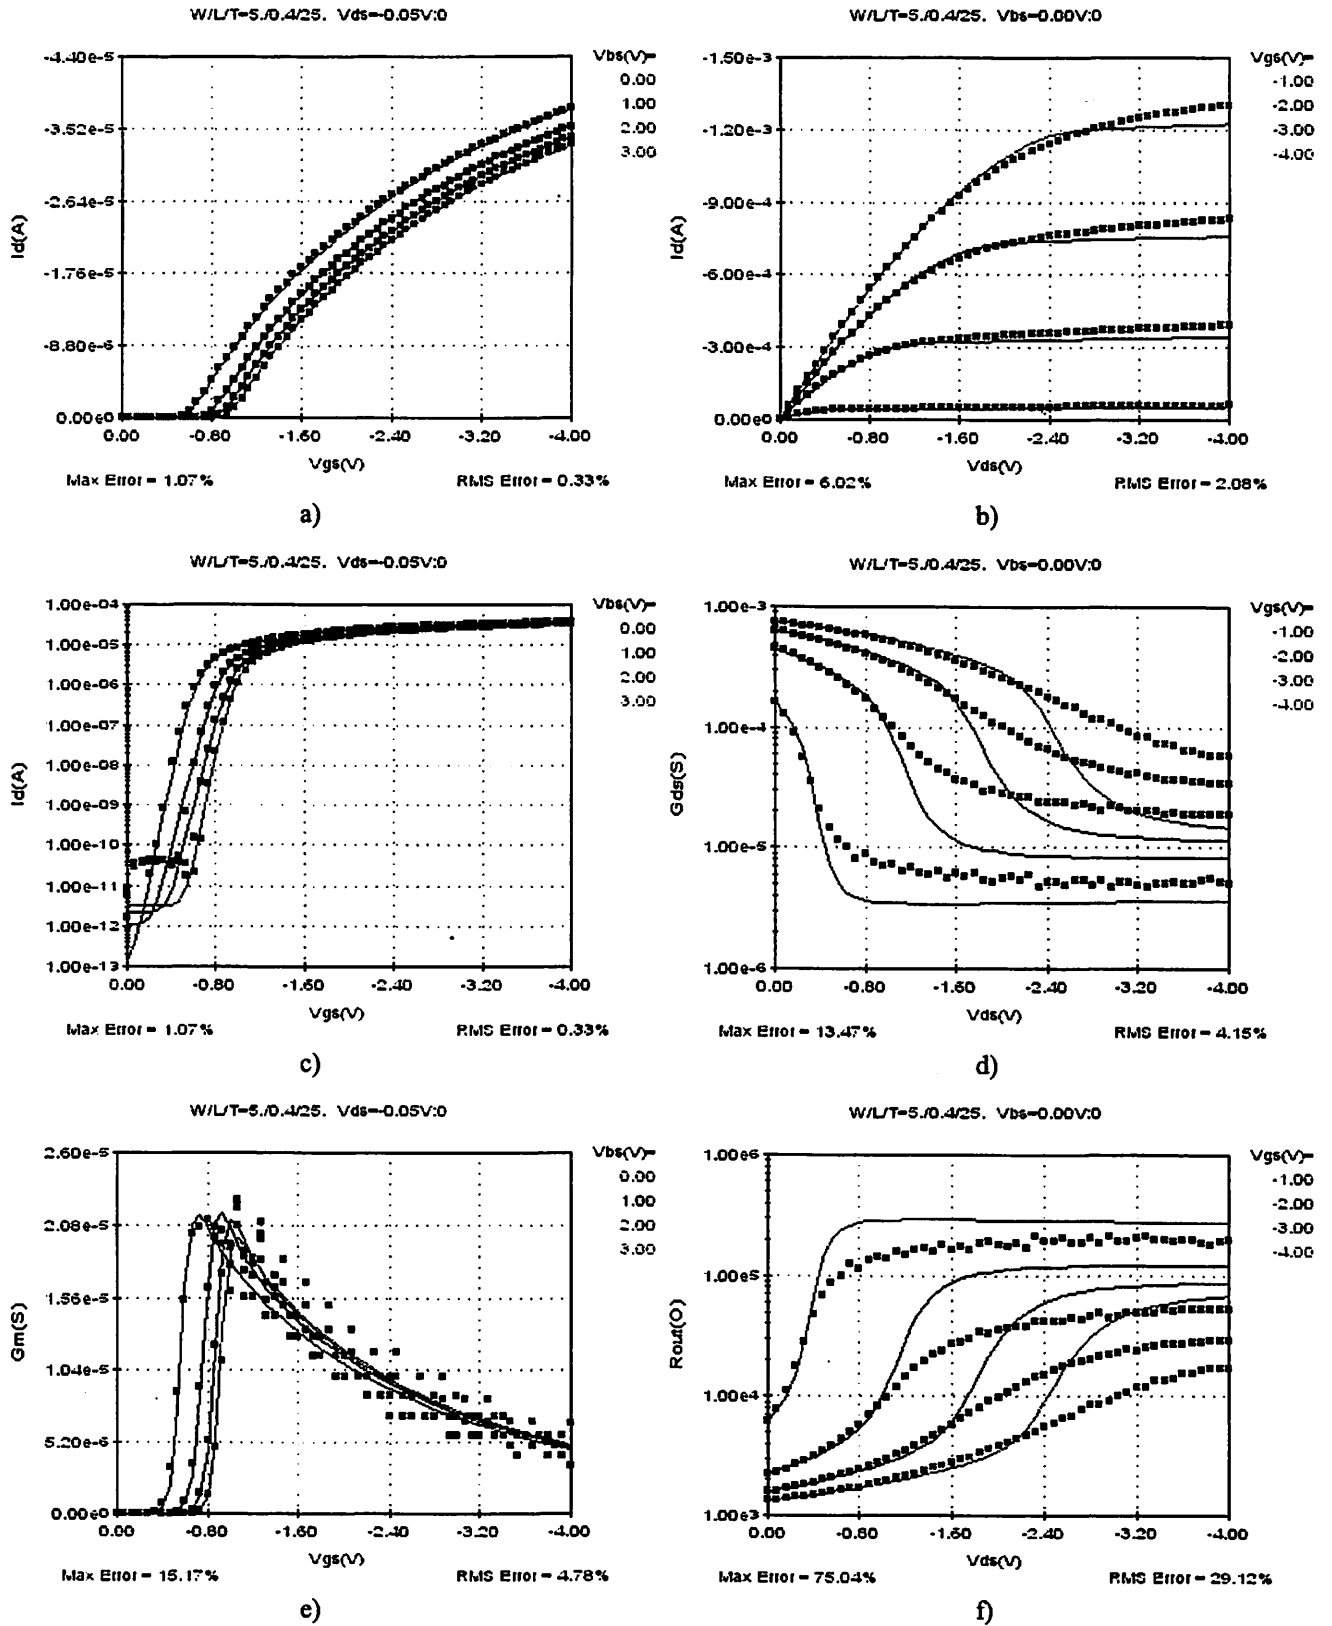 W/L/T=5./0.4/25. Vds=-0.05V:0
Vbs(V)=
0.00
1.00
2.00
3.00
-4.40e-5
-3.52e-5
-2.64e-5
-1.76e-5
-8.80e-6
0.00e0
Id(A)
0.00 -0.80 -1.60 -2.40 -3.20 -4.00
Vgs(V)
Max Error = 1.07% RMS Error = 0.33%
a)
W/L/T=5./0.4/25. Vbs=0.00V:0
Vgs(V)=
-1.00
-2.00
-3.00
-4.00
-1.50e-3
-1.20e-3
-9.00e-4
-6.00e-4
-3.00e-4
0.00e0
Id(A)
0.00 -0.80 -1.60 -2.40 -3.20 -4.00
Vds(V)
Max Error = 6.02% RMS Error = 2.08%
b)
W/L/T=5./0.4/25. Vds=-0.05V:0
Vbs(V)=
0.00
1.00
2.00
3.00
1.00e-04
1.00e-05
1.00e-06
1.00e-07
1.00e-08
1.00e-09
1.00e-10
1.00e-11
1.00e-12
1.00e-13
Id(A)
0.00 -0.80 -1.60 -2.40 -3.20 -4.00
Vgs(V)
Max Error = 1.07% RMS Error = 0.33%
c)
W/L/T=5./0.4/25. Vbs=0.00V:0
Vgs(V)=
-1.00
-2.00
-3.00
-4.00
1.00e-3
1.00e-4
1.00e-5
1.00e-6
Gds(S)
0.00 -0.80 -1.60 -2.40 -3.20 -4.00
Vds(V)
Max Error = 13.47% RMS Error = 4.15%
d)
W/L/T=5./0.4/25. Vds=-0.05V:0
Vbs(V)=
0.00
1.00
2.00
3.00
2.60e-5
2.08e-5
1.56e-5
1.04e-5
5.20e-6
0.00e0
Gm(S)
0.00 -0.80 -1.60 -2.40 -3.20 -4.00
Vgs(V)
Max Error = 15.17% RMS Error = 4.78%
e)
W/L/T=5./0.4/25. Vbs=0.00V:0
Vgs(V)=
-1.00
-2.00
-3.00
-4.00
1.00e6
1.00e5
1.00e4
1.00e3
Rout(O)
0.00 -0.80 -1.60 -2.40 -3.20 -4.00
Vds(V)
Max Error = 75.04% RMS Error = 29.12%
f)